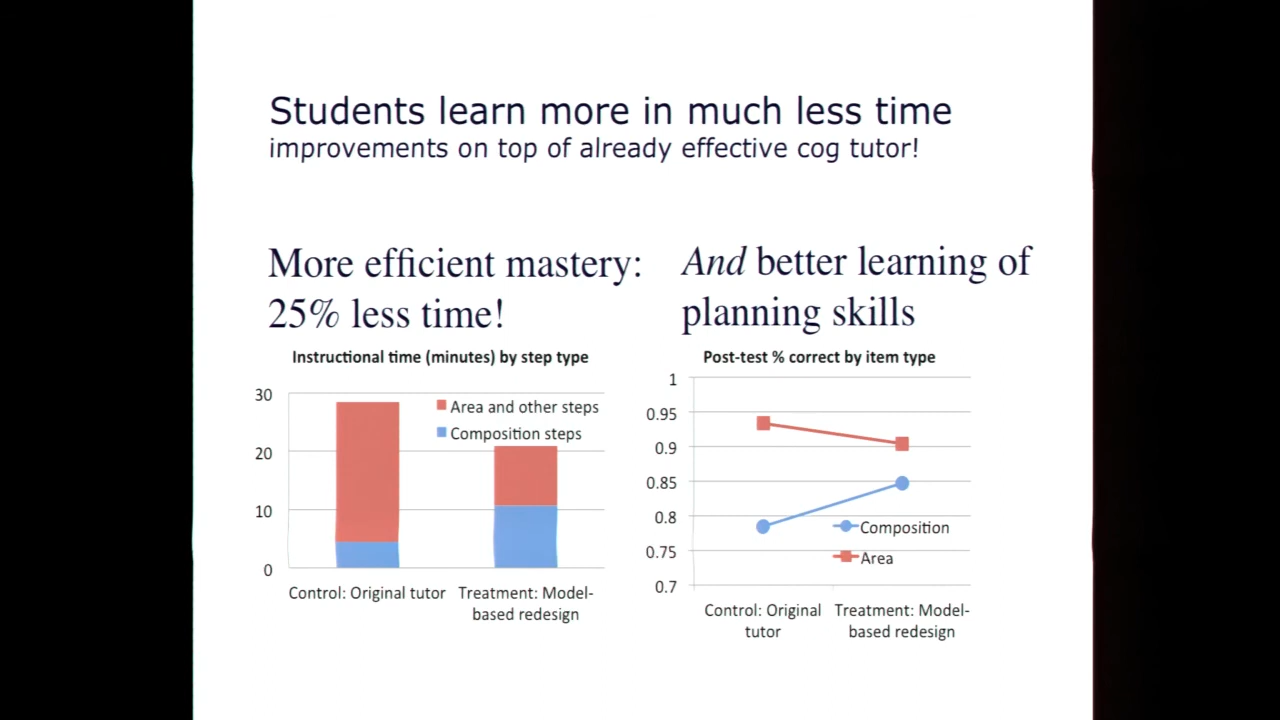 Students learn more in much less time
improvements on top of already effective cog tutor!
More efficient mastery:
25% less time!
And better learning of
planning skills
Instructional time (minutes) by step type
30
20
10
0
Area and other steps
Composition steps
Control: Original tutor
Treatment: Model-
based redesign
Post-test % correct by item type
1
0.95
0.9
0.85
0.8
0.75
0.7
Composition
Area
Control: Original
tutor
Treatment: Model-
based redesign